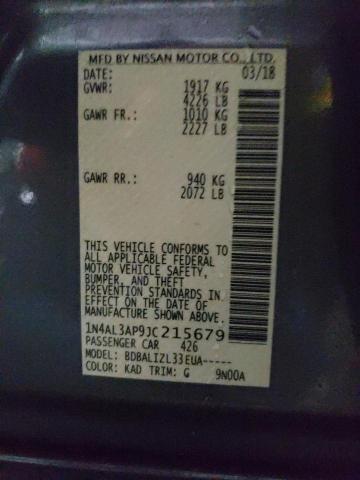 MFD BY NISSAN MOTOR CO., LTD.
DATE: 03/18
GVWR: 1917 KG
4226 LB
GAWR FR.: 1010 KG
2227 LB
GAWR RR.: 940 KG
2072 LB
THIS VEHICLE CONFORMS TO
ALL APPLICABLE FEDERAL
MOTOR VEHICLE SAFETY,
BUMPER, AND THEFT
PREVENTION STANDARDS IN
EFFECT ON THE DATE OF
MANUFACTURE SHOWN ABOVE.
1N4AL3AP9JC215679
PASSENGER CAR 426
MODEL: BDBALIZL33EUA-----
COLOR: KAD TRIM: G 9N00A